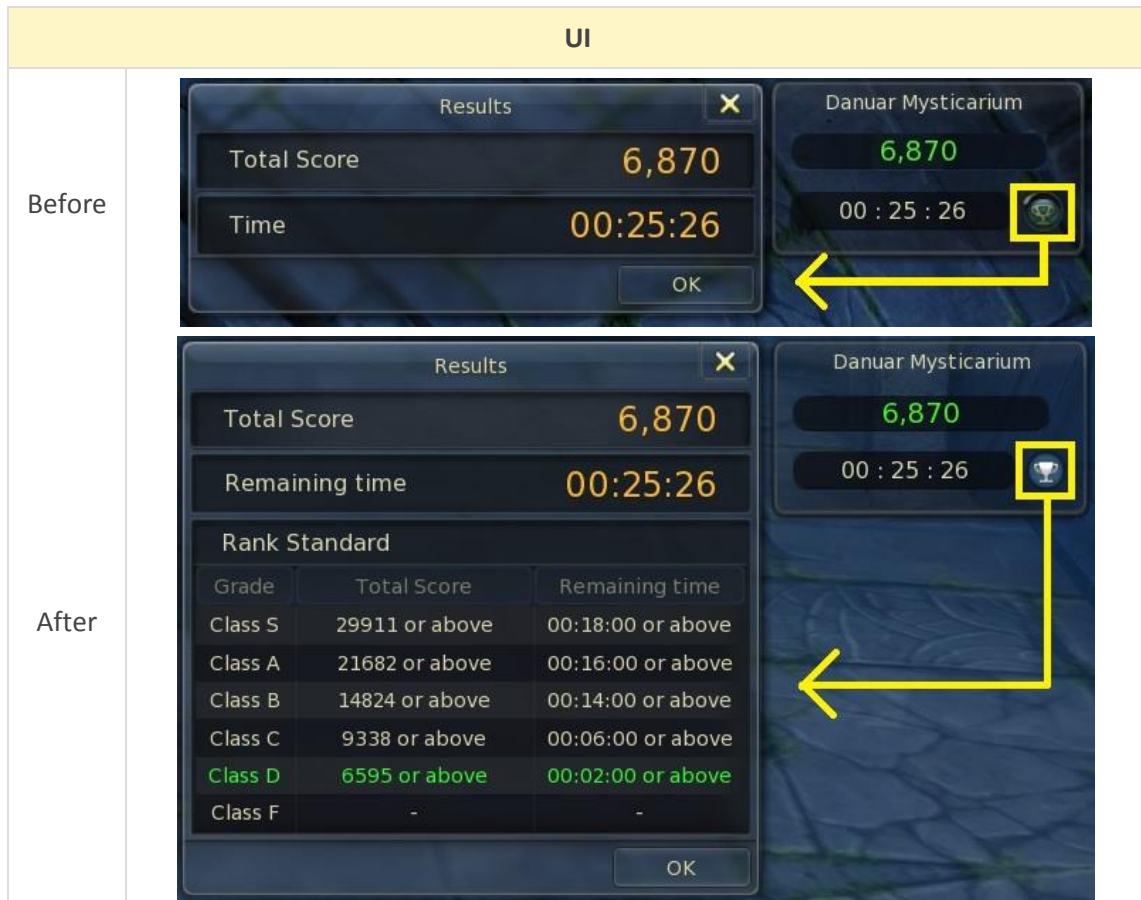 UI
Before
Results
Total Score 6,870
Time 00:25:26
OK
Danuar Mysticarium
6,870
00 : 25 : 26
After
Results
Total Score 6,870
Remaining time 00:25:26
Rank Standard
Grade Total Score Remaining time
Class S 29911 or above 00:18:00 or above
Class A 21682 or above 00:16:00 or above
Class B 14824 or above 00:14:00 or above
Class C 9338 or above 00:06:00 or above
Class D 6595 or above 00:02:00 or above
Class F - -
OK
Danuar Mysticarium
6,870
00 : 25 : 26